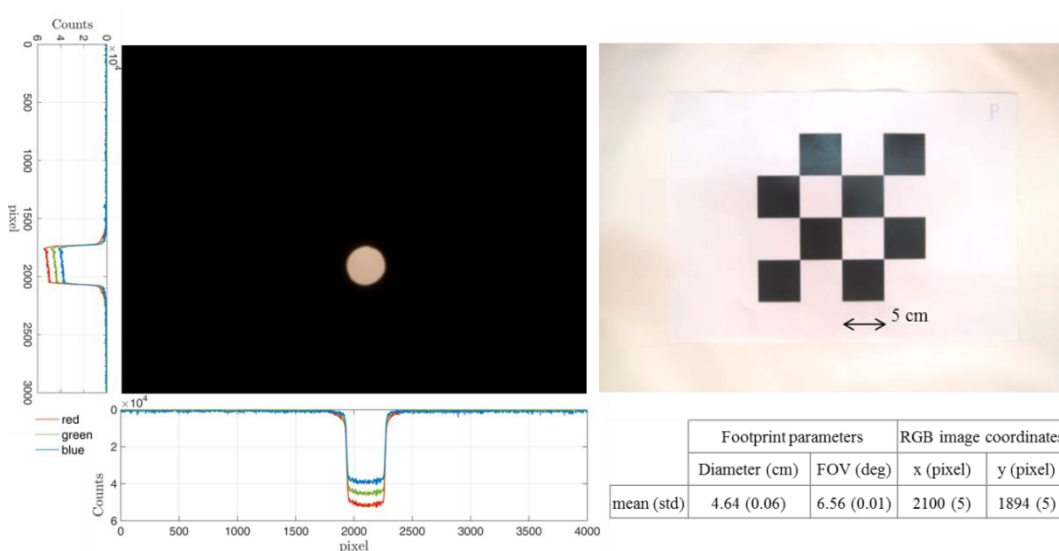 Counts
6 4 2 0
×10⁴
0
500
1000
1500
2000
2500
3000
pixel
P
5 cm
red
green
blue
0
2
4
6
×10⁴
Counts
0 500 1000 1500 2000 2500 3000 3500 4000
pixel
Footprint parameters RGB image coordinates
Diameter (cm) FOV (deg) x (pixel) y (pixel)
mean (std) 4.64 (0.06) 6.56 (0.01) 2100 (5) 1894 (5)